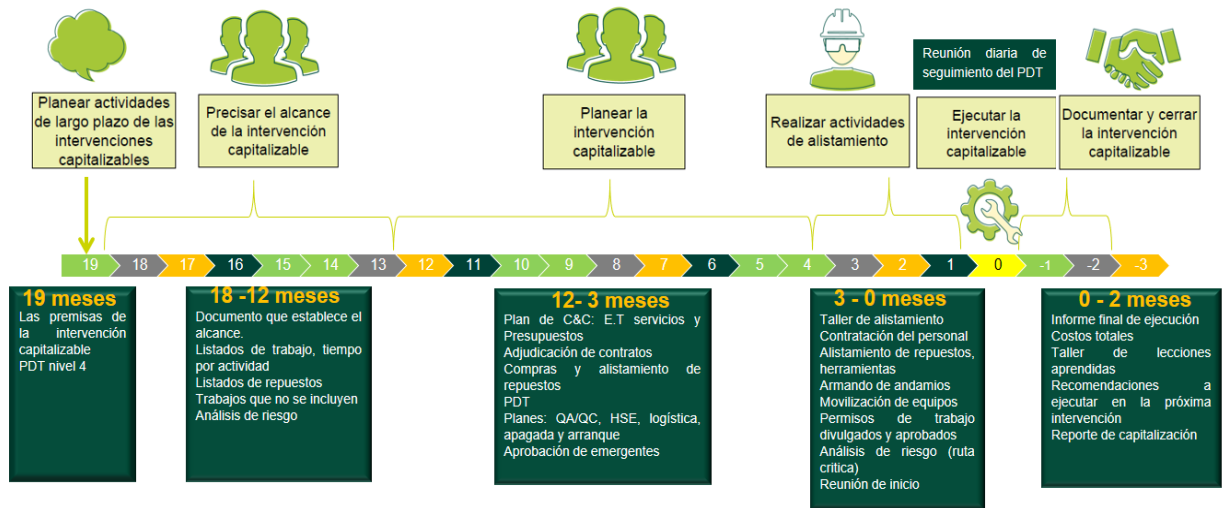 Planear actividades
de largo plazo de las
intervenciones
capitalizables
Precisar el alcance
de la intervención
capitalizable
Planear la
intervención
capitalizable
Realizar actividades
de alistamiento
Reunión diaria de
seguimiento del PDT
Ejecutar la
intervención
capitalizable
Documentar y cerrar
la intervención
capitalizable
19 18 17 16 15 14 13 12 11 10 9 8 7 6 5 4 3 2 1 0 -1 -2 -3
19 meses
Las premisas de
la intervención
capitalizable
PDT nivel 4
18 -12 meses
Documento que establece el
alcance.
Listados de trabajo, tiempo
por actividad
Listados de repuestos
Trabajos que no se incluyen
Análisis de riesgo
12- 3 meses
Plan de C&C: E.T servicios y
Presupuestos
Adjudicación de contratos
Compras y alistamiento de
repuestos
PDT
Planes: QA/QC, HSE, logística,
apagada y arranque
Aprobación de emergentes
3 - 0 meses
Taller de alistamiento
Contratación del personal
Alistamiento de repuestos,
herramientas
Armando de andamios
Movilización de equipos
Permisos de trabajo
divulgados y aprobados
Análisis de riesgo (ruta
critica)
Reunión de inicio
0 - 2 meses
Informe final de ejecución
Costos totales
Taller de lecciones
aprendidas
Recomendaciones a
ejecutar en la próxima
intervención
Reporte de capitalización